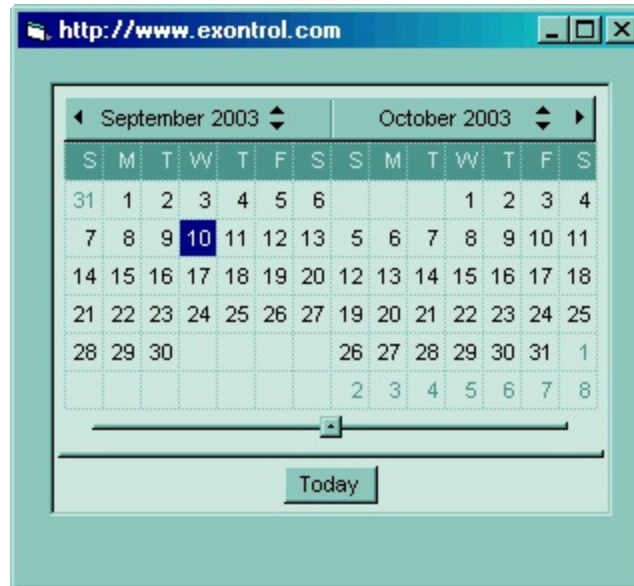 http://www.exontrol.com
September 2003 October 2003
S M T W T F S S M T W T F S
31 1 2 3 4 5 6 1 2 3 4
7 8 9 10 11 12 13 5 6 7 8 9 10 11
14 15 16 17 18 19 20 12 13 14 15 16 17 18
21 22 23 24 25 26 27 19 20 21 22 23 24 25
28 29 30 26 27 28 29 30 31 1
2 3 4 5 6 7 8
Today